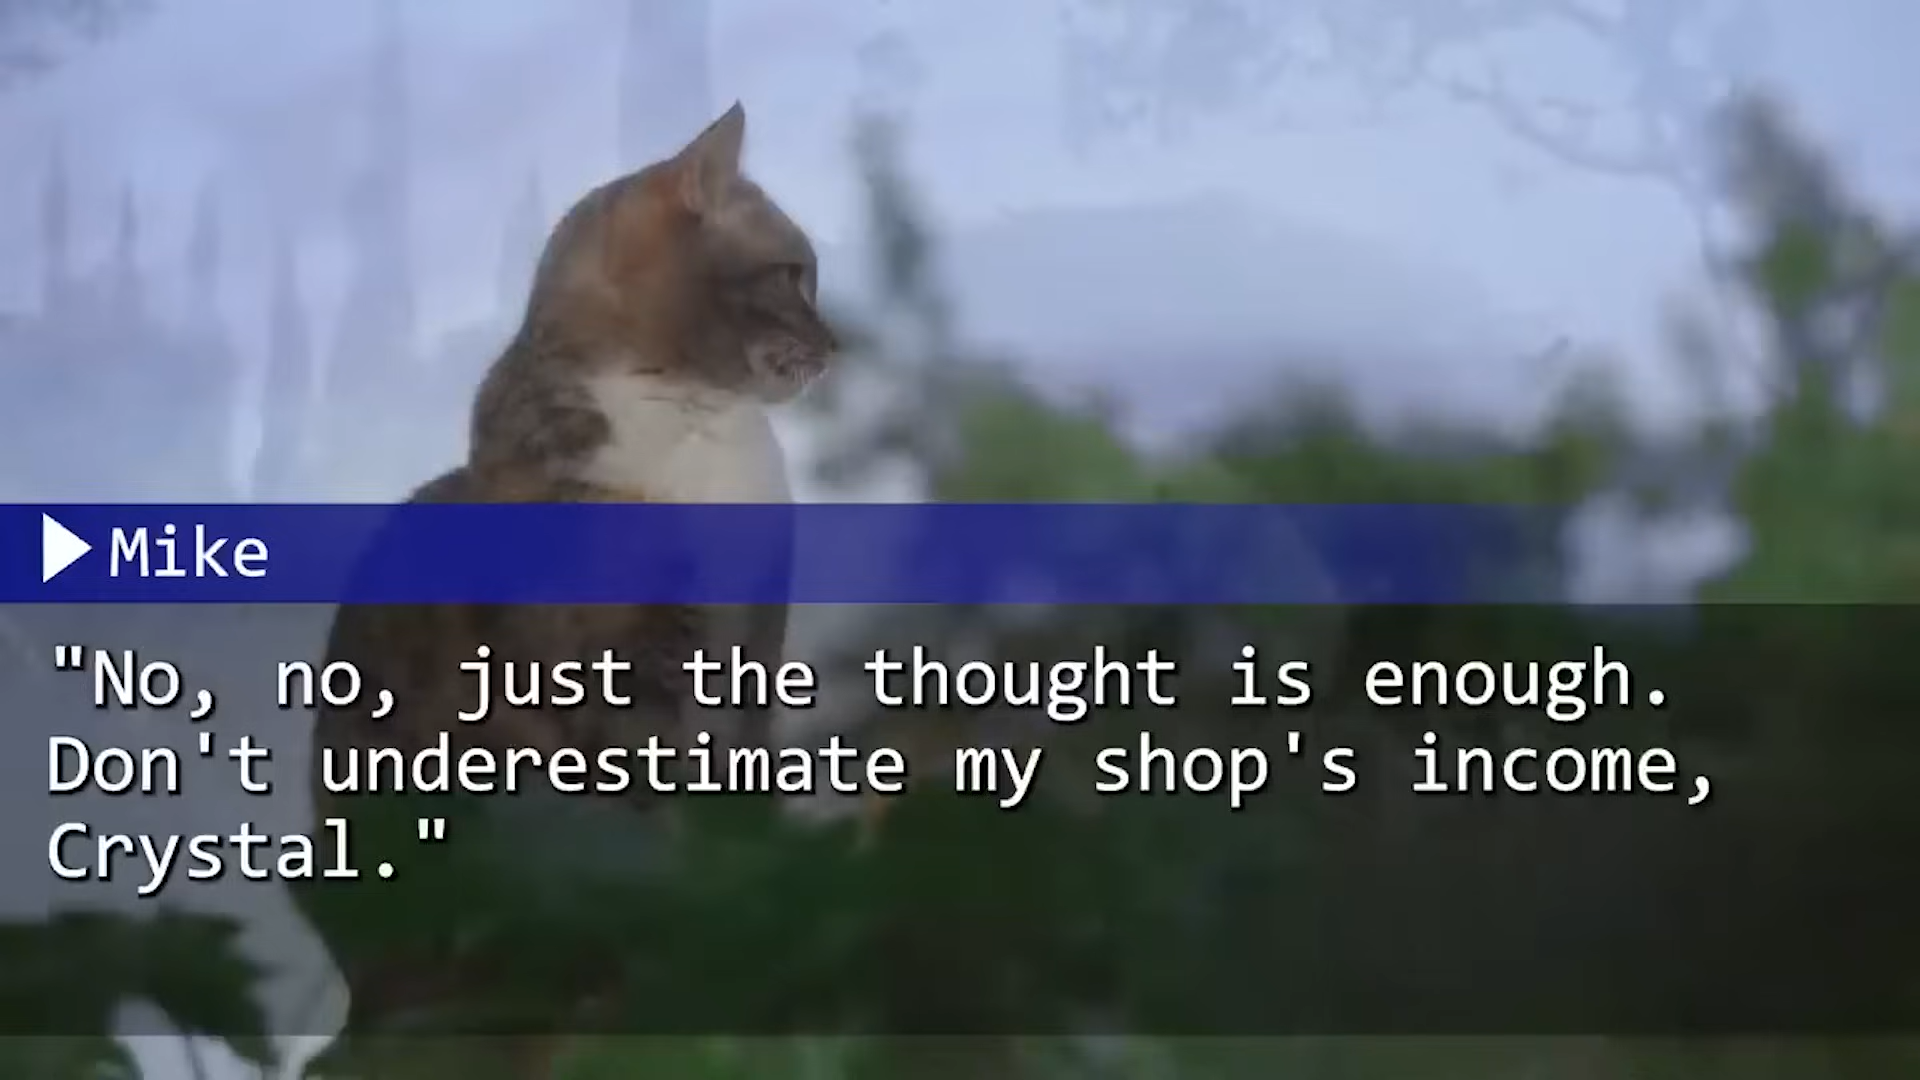 Mike
"No, no, just the thought is enough.
Don't underestimate my shop's income,
Crystal."